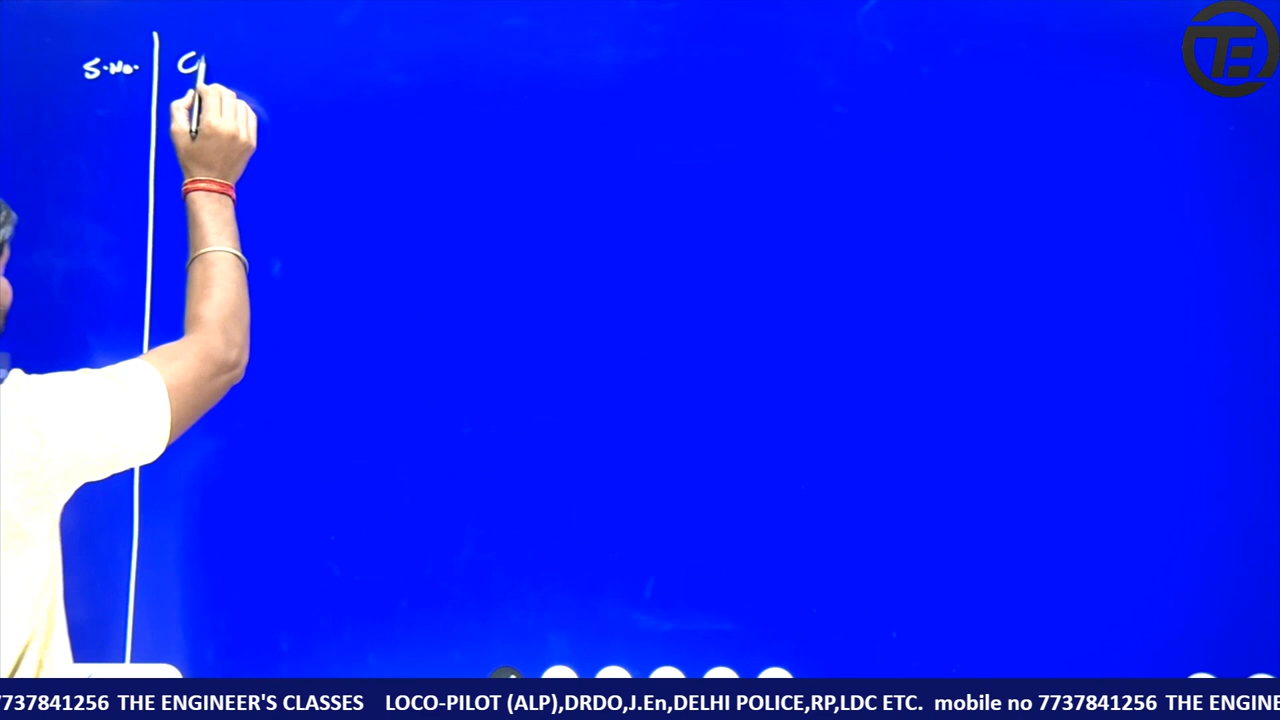 S.No. C
TE
7737841256 THE ENGINEER'S CLASSES LOCO-PILOT (ALP),DRDO,J.En,DELHI POLICE,RP,LDC ETC. mobile no 7737841256 THE ENGINE